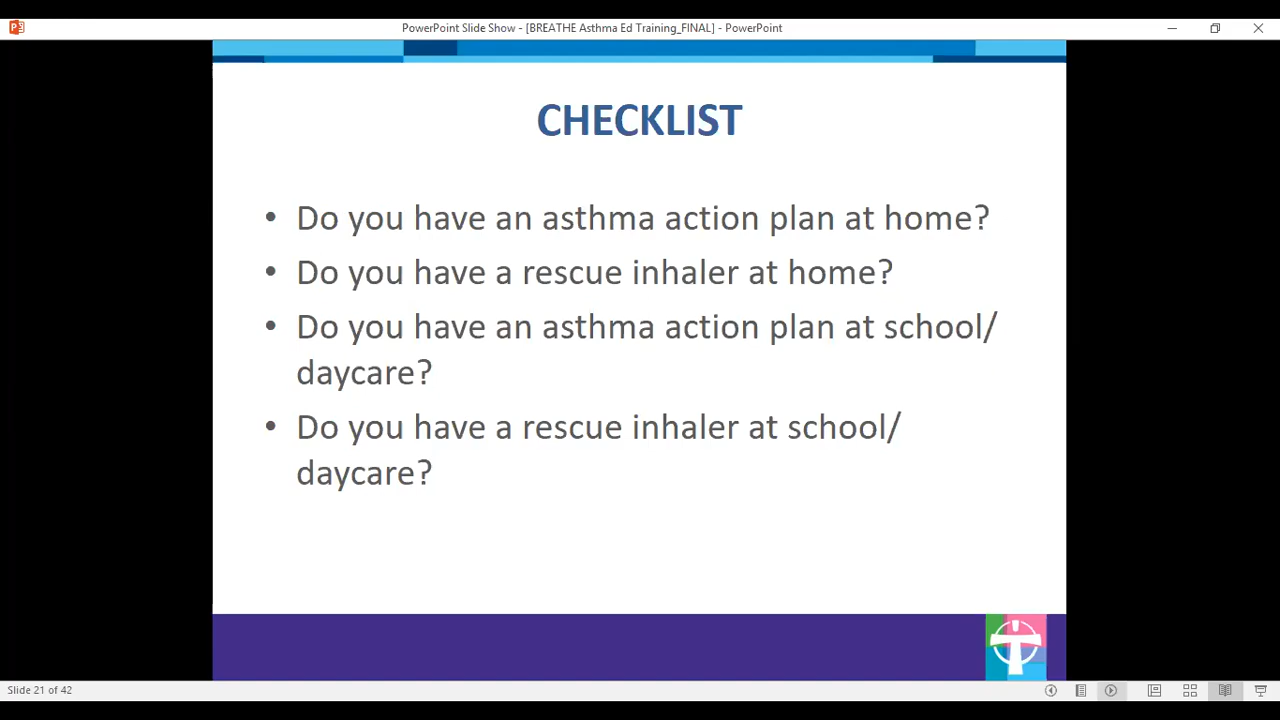 PowerPoint Slide Show - [BREATHE Asthma Ed Training_FINAL] - PowerPoint
CHECKLIST
• Do you have an asthma action plan at home?
• Do you have a rescue inhaler at home?
• Do you have an asthma action plan at school/
daycare?
• Do you have a rescue inhaler at school/
daycare?
Slide 21 of 42